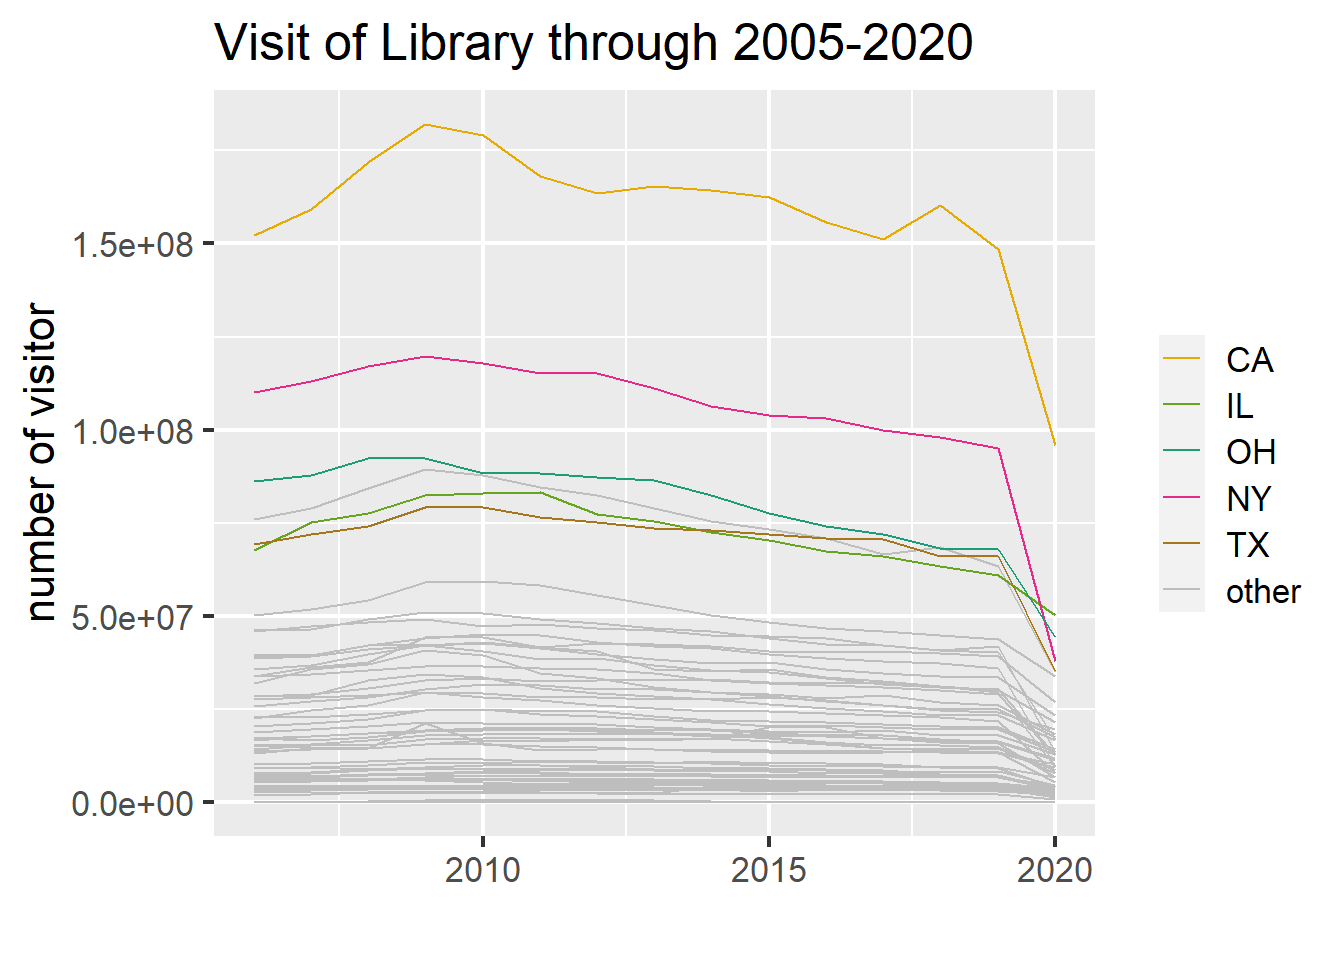 Visit of Library through 2005-2020
number of visitor
1.5e+08
1.0e+08
5.0e+07
0.0e+00
2010 2015 2020
CA
IL
OH
NY
TX
other